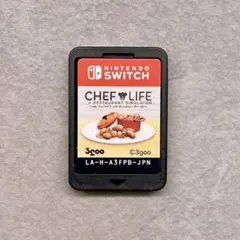 NINTENDO
SWITCH
CHEF LIFE
A RESTAURANT SIMULATOR
3goo
©3goo
LA-H-A3FPB-JPN